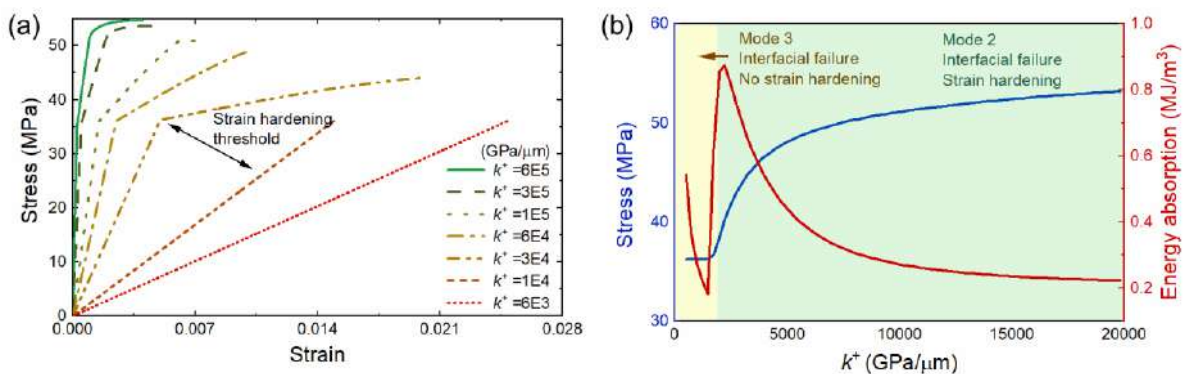 (a)
50
40
30
20
10
0
Stress (MPa)
Strain hardening
threshold
(GPa/μm)
k⁺ =6E5
k⁺ =3E5
k⁺ =1E5
k⁺ =6E4
k⁺ =3E4
k⁺ =1E4
k⁺ =6E3
0.000 0.007 0.014 0.021 0.028
Strain
(b)
60
50
40
30
Stress (MPa)
Mode 3
Interfacial failure
No strain hardening
Mode 2
Interfacial failure
Strain hardening
1.0
0.8
0.6
0.4
0.2
Energy absorption (MJ/m³)
0 5000 10000 15000 20000
k⁺ (GPa/μm)